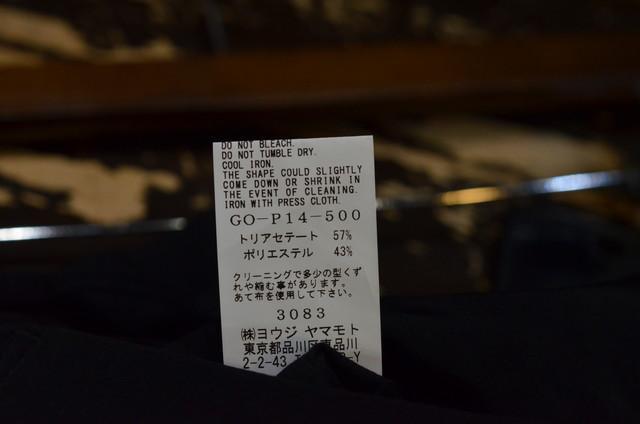 DO NOT BLEACH.
DO NOT TUMBLE DRY.
COOL IRON.
THE SHAPE COULD SLIGHTLY
COME DOWN OR SHRINK IN
THE EVENT OF CLEANING.
IRON WITH PRESS CLOTH.
GO-P14-500
トリアセテート 57%
ポリエステル 43%
クリーニングで多少の型くず
れや縮む事があります。
あて布を使用して下さい。
3083
㈱ヨウジ ヤマモト
東京都品川区東品川
2-2-43